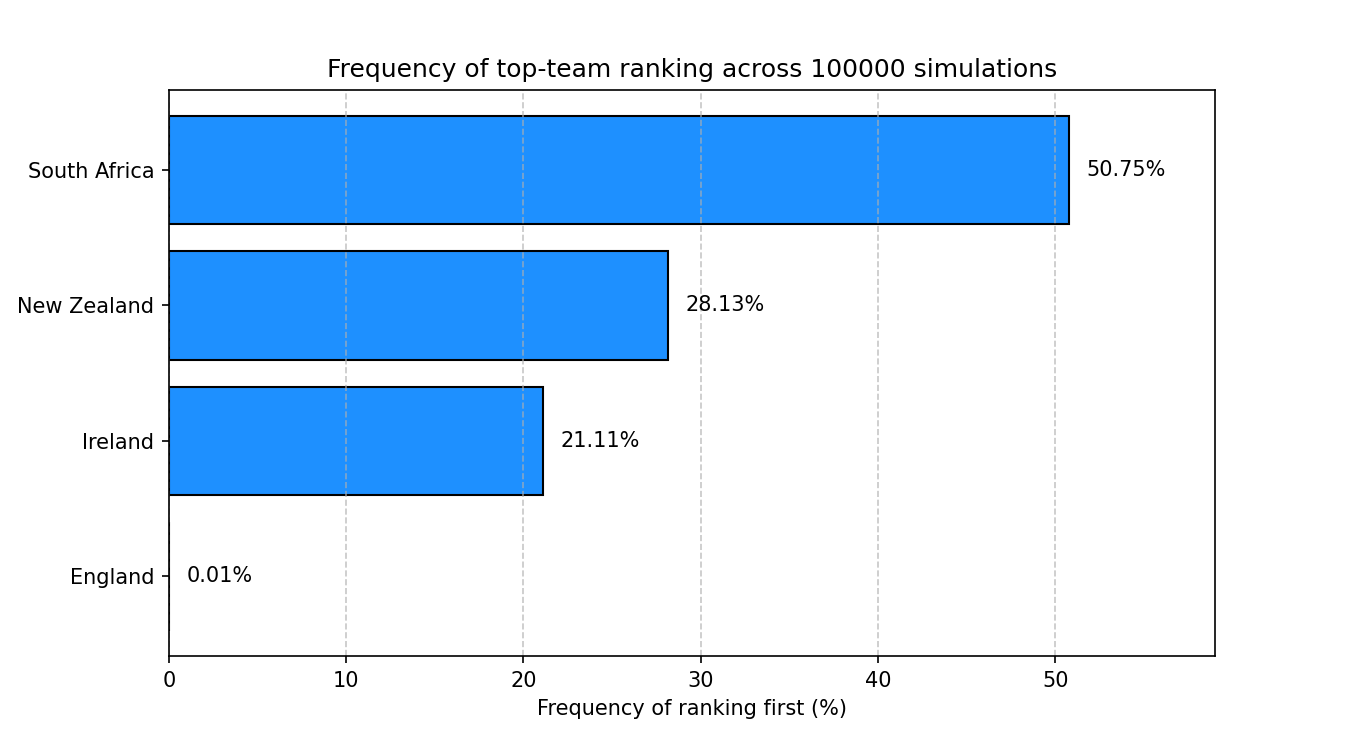 Frequency of top-team ranking across 100000 simulations
South Africa
50.75%
New Zealand
28.13%
Ireland
21.11%
England
0.01%
0 10 20 30 40 50
Frequency of ranking first (%)